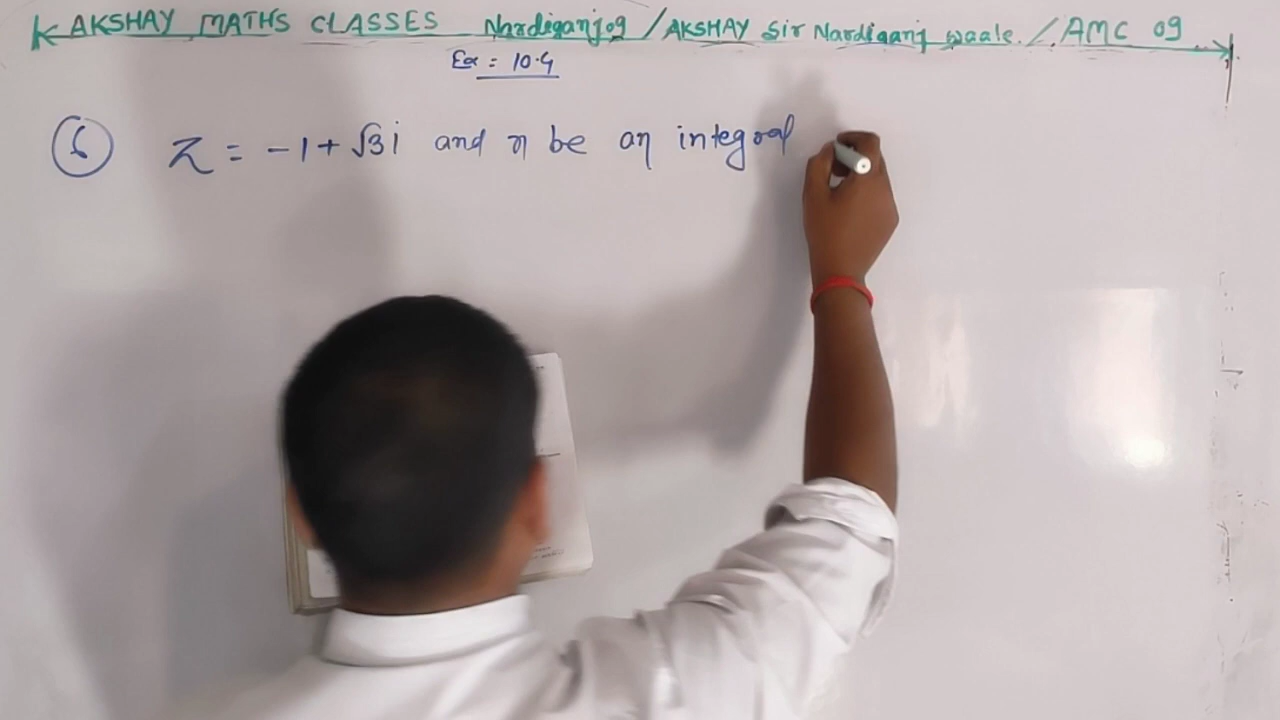 AKSHAY MATHS CLASSES Nardiganj09 / AKSHAY Sir Nardiganj waale. / AMC 09
Ex = 10.4
6 Z = -1 + √3i and n be an integral